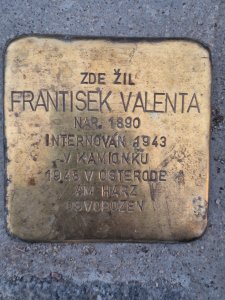 ZDE ŽIL
FRANTIŠEK VALENTA
NAR. 1890
INTERNOVÁN 1943
V KAMIONKU
1945 V OSTERODE
AM HARZ
OSVOBOZEN